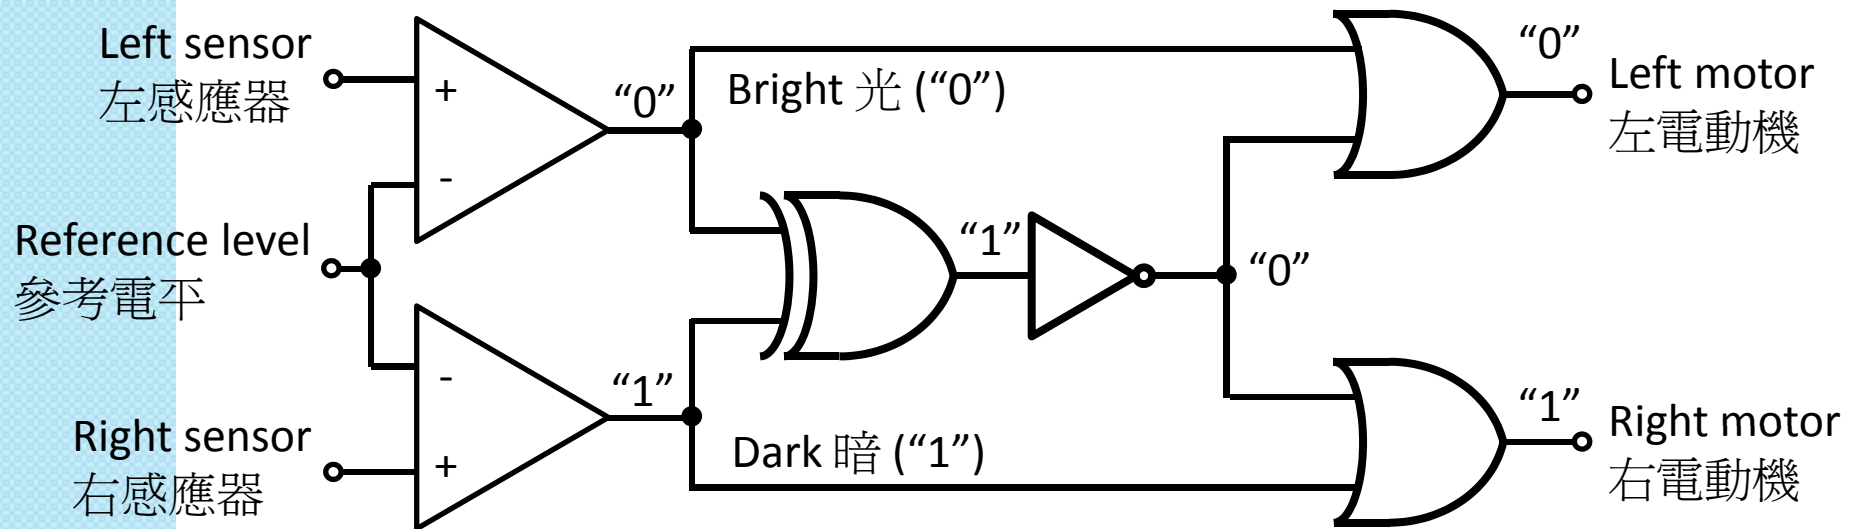 Left sensor
左感應器
+
-
“0”
Bright 光 (“0”)
“0”
Left motor
左電動機
Reference level
參考電平
“1”
“0”
-
+
“1”
Right sensor
右感應器
Dark 暗 (“1”)
“1”
Right motor
右電動機